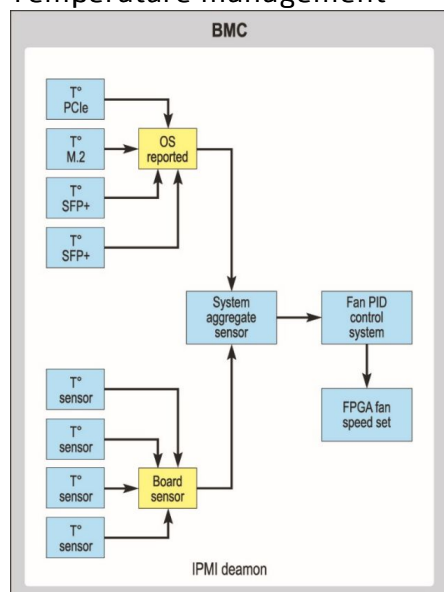 Temperature management
BMC
T°
PCIe
T°
M.2
T°
SFP+
T°
SFP+
OS
reported
System
aggregate
sensor
Fan PID
control
system
FPGA fan
speed set
T°
sensor
T°
sensor
T°
sensor
T°
sensor
Board
sensor
IPMI deamon